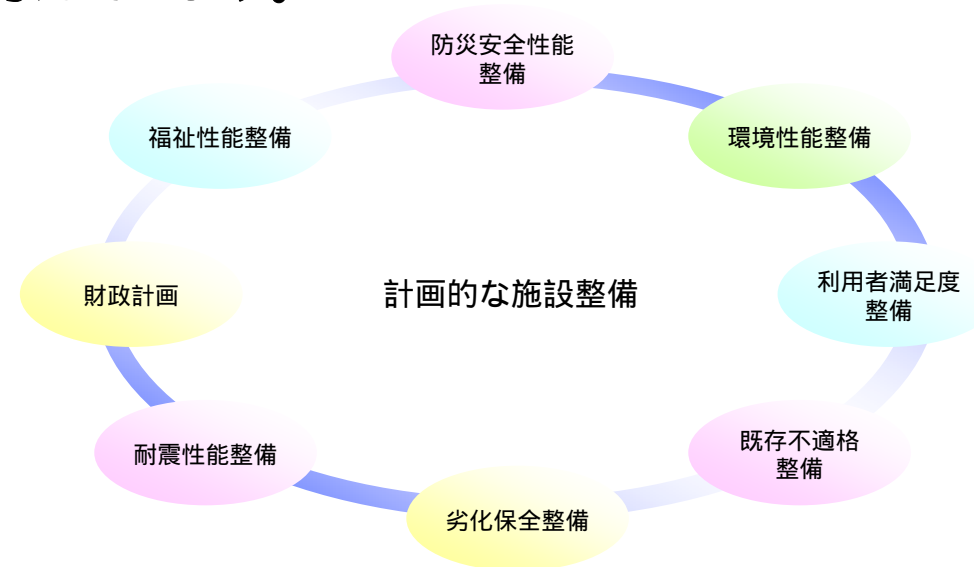 防災安全性能
整備
福祉性能整備
環境性能整備
財政計画
計画的な施設整備
利用者満足度
整備
耐震性能整備
既存不適格
整備
劣化保全整備